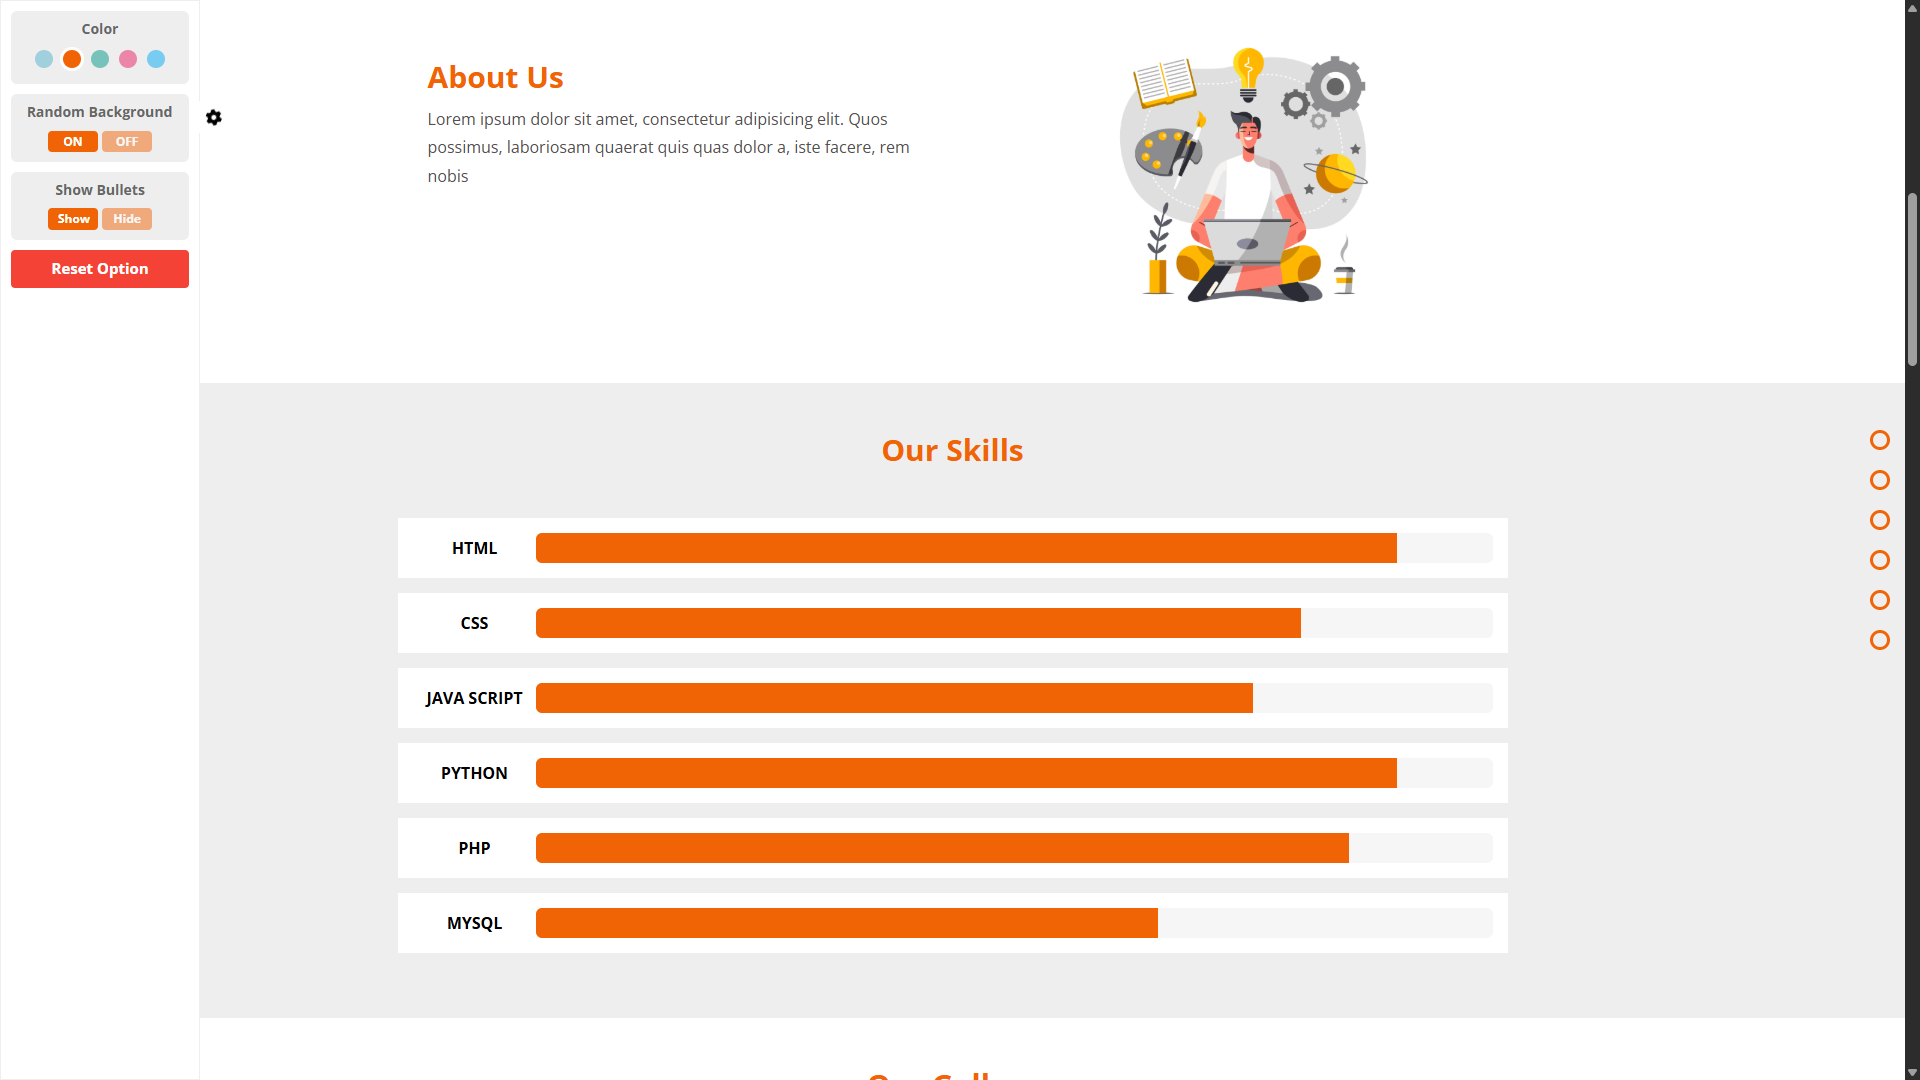 Color
Random Background
ON OFF
Show Bullets
Show Hide
Reset Option
About Us
Lorem ipsum dolor sit amet, consectetur adipisicing elit. Quos
possimus, laboriosam quaerat quis quas dolor a, iste facere, rem
nobis
Our Skills
HTML
CSS
JAVA SCRIPT
PYTHON
PHP
MYSQL